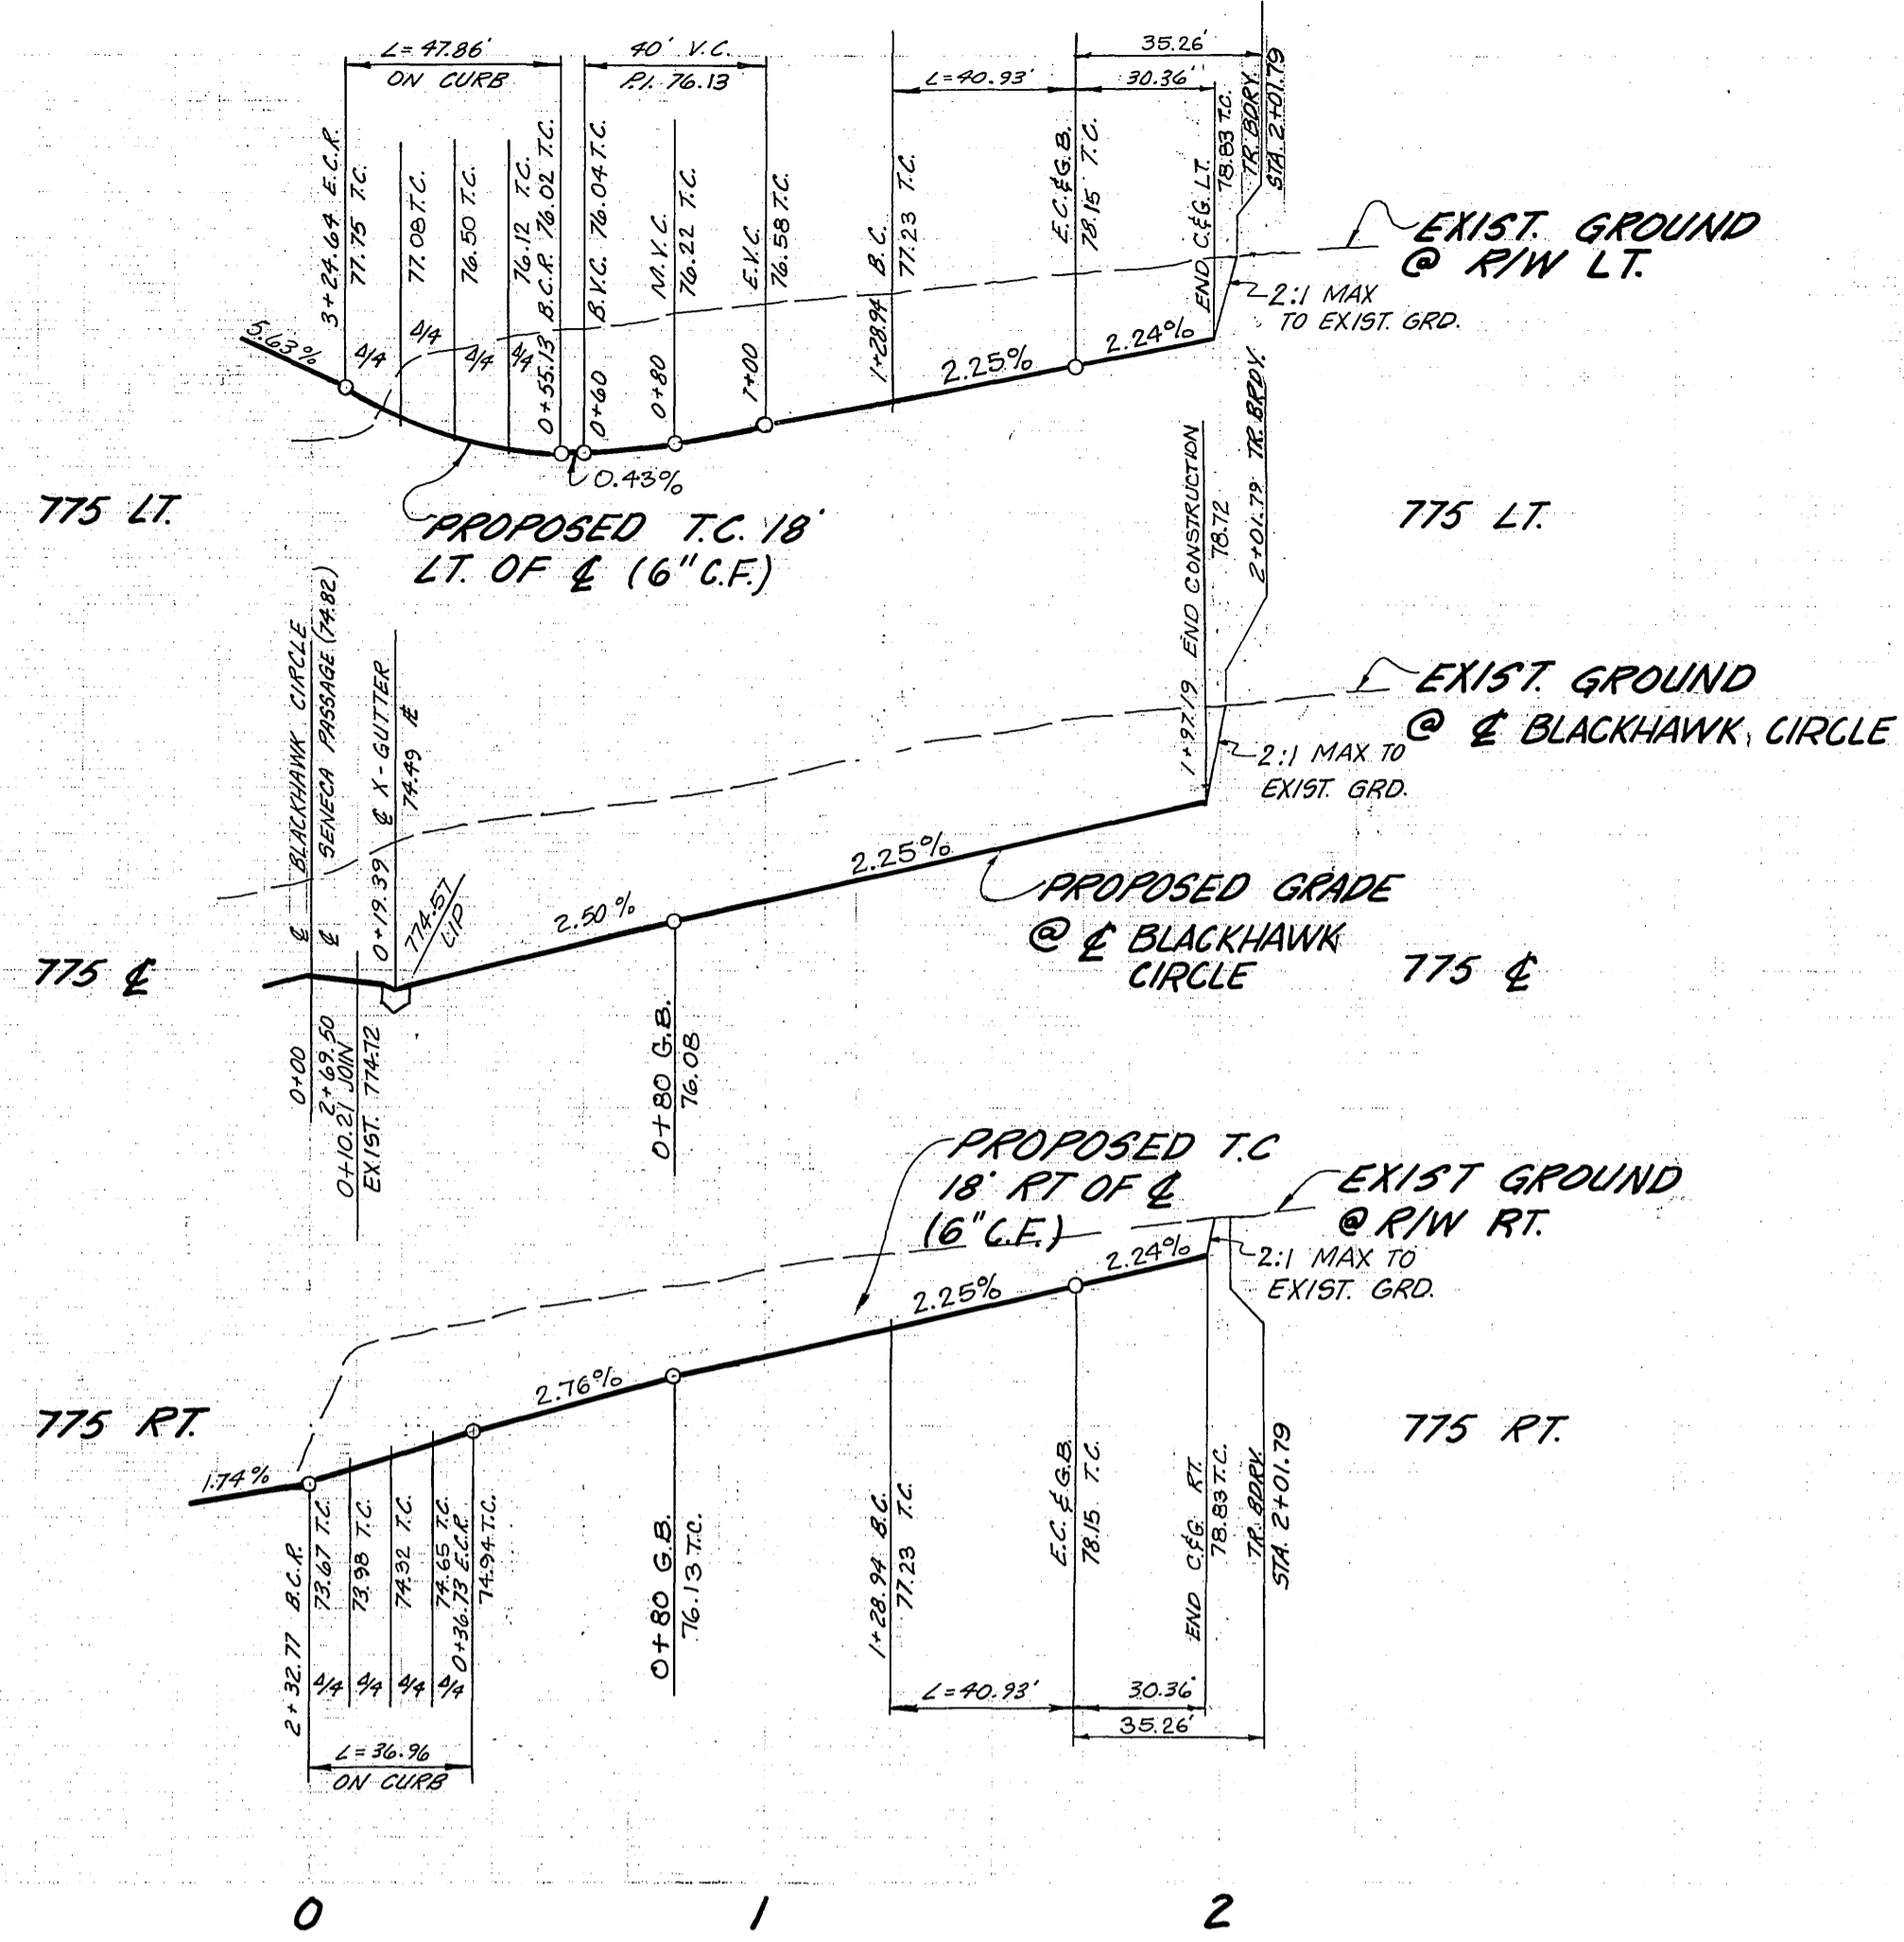 L=47.86'
ON CURB
40' V.C.
P.I. 76.13
35.26'
L=40.93'
30.36'
3+24.64 E.C.R.
77.75 T.C.
77.08 T.C.
76.50 T.C.
76.12 T.C.
0+55.13 B.C.R. 76.02 T.C.
0+60 B.V.C. 76.04 T.C.
0+80 M.V.C.
76.22 T.C.
1+00 E.V.C.
76.58 T.C.
1+28.94 B.C.
77.23 T.C.
E.C. & G.B.
78.15 T.C.
END C.&G. LT.
78.83 T.C.
TR. BDRY.
STA. 2+01.79
EXIST. GROUND
@ R/W LT.
2:1 MAX
TO EXIST. GRD.
5.63%
Δ/4
Δ/4
Δ/4
Δ/4
0.43%
2.25%
2.24%
775 LT.
PROPOSED T.C. 18'
LT. OF ℄ (6" C.F.)
775 LT.
℄ BLACKHAWK CIRCLE
℄ SENECA PASSAGE (74.82)
0+19.39 ℄ X-GUTTER
74.49 ℄
774.57
LIP
1+97.19 END CONSTRUCTION
78.72
2+01.79 TR. BRDY.
EXIST. GROUND
@ ℄ BLACKHAWK CIRCLE
2:1 MAX TO
EXIST. GRD.
2.50%
2.25%
PROPOSED GRADE
@ ℄ BLACKHAWK
CIRCLE
775 ℄
775 ℄
0+00
2+69.50
0+10.21 JOIN
EXIST. 774.72
0+80 G.B.
76.08
PROPOSED T.C
18' RT OF ℄
(6" C.F.)
EXIST GROUND
@ R/W RT.
2:1 MAX TO
EXIST. GRD.
2.24%
2.25%
2.76%
1.74%
775 RT.
775 RT.
2+32.77 B.C.R.
73.67 T.C.
73.98 T.C.
74.32 T.C.
74.65 T.C.
0+36.73 E.C.R.
74.94 T.C.
Δ/4
Δ/4
Δ/4
Δ/4
0+80 G.B.
76.13 T.C.
1+28.94 B.C.
77.23 T.C.
E.C. & G.B.
78.15 T.C.
END C&G. RT.
78.83 T.C.
TR. BDRY.
STA. 2+01.79
L=40.93'
30.36'
35.26'
L=36.96
ON CURB
0
1
2